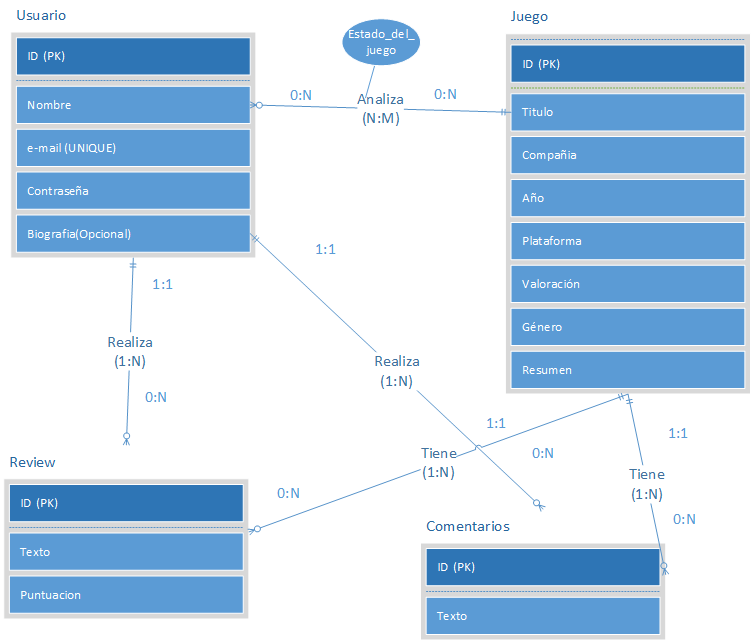 Usuario
ID (PK)
Nombre
e-mail (UNIQUE)
Contraseña
Biografia(Opcional)
Estado_del_
juego
0:N
Analiza
(N:M)
0:N
Juego
ID (PK)
Titulo
Compañia
Año
Plataforma
Valoración
Género
Resumen
1:1
Realiza
(1:N)
0:N
1:1
Realiza
(1:N)
0:N
1:1
Tiene
(1:N)
0:N
1:1
Tiene
(1:N)
0:N
Review
ID (PK)
Texto
Puntuacion
Comentarios
ID (PK)
Texto